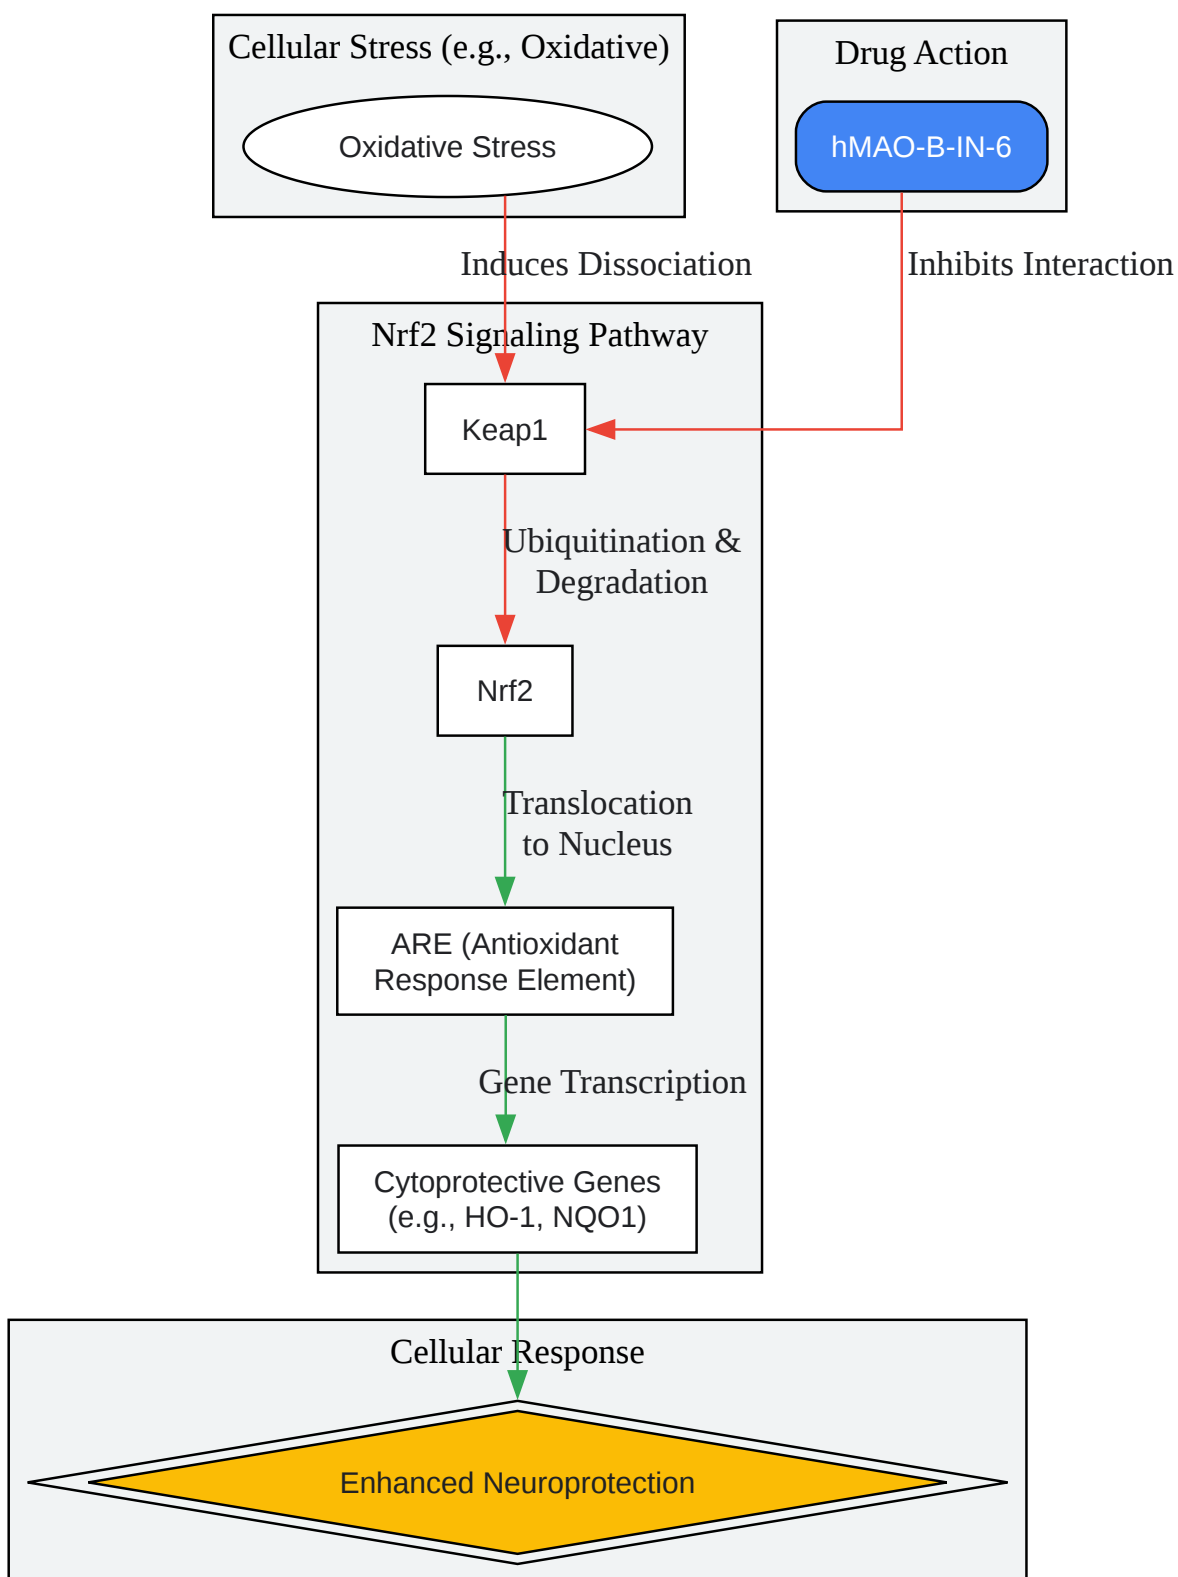 Cellular Stress (e.g., Oxidative)
Drug Action
Oxidative Stress
hMAO-B-IN-6
Induces Dissociation
Inhibits Interaction
Nrf2 Signaling Pathway
Keap1
Ubiquitination &
Degradation
Nrf2
Translocation
to Nucleus
ARE (Antioxidant
Response Element)
Gene Transcription
Cytoprotective Genes
(e.g., HO-1, NQO1)
Cellular Response
Enhanced Neuroprotection